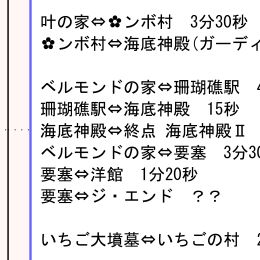 叶の家⇔✿ンボ村　3分30秒
✿ンボ村⇔海底神殿(ガーディ
ベルモンドの家⇔珊瑚礁駅　4
珊瑚礁駅⇔海底神殿　15秒
海底神殿⇔終点 海底神殿Ⅱ
ベルモンドの家⇔要塞　3分30
要塞⇔洋館　1分20秒
要塞⇔ジ・エンド　？？
いちご大墳墓⇔いちごの村　2